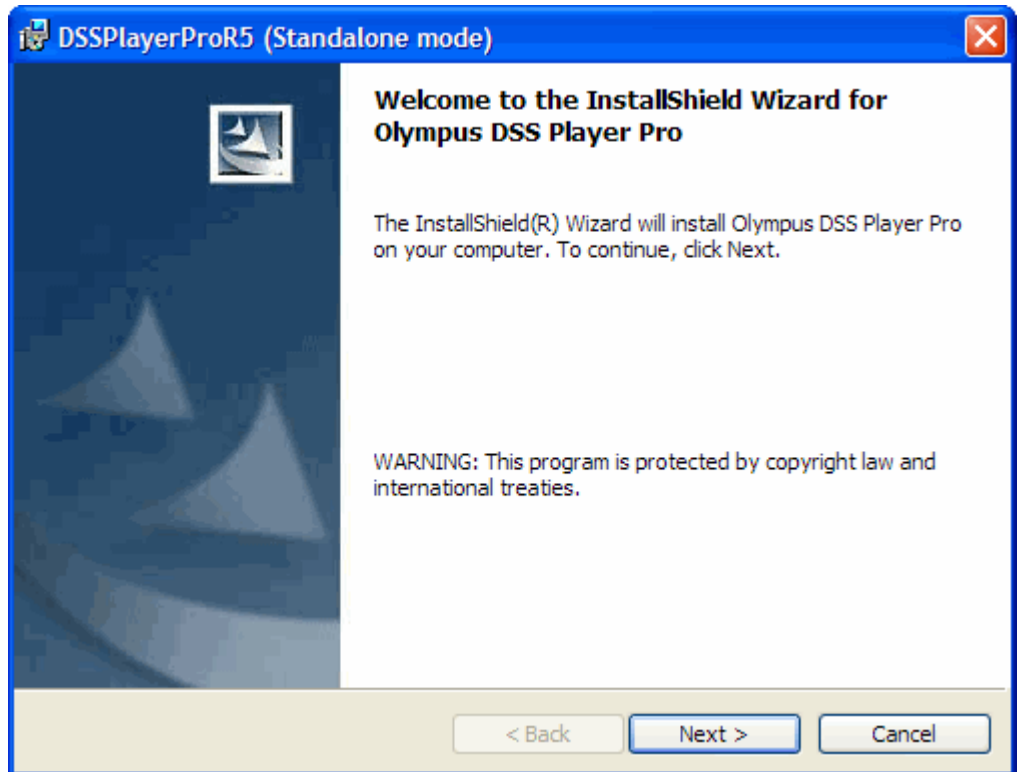 DSSPlayerProR5 (Standalone mode)
Welcome to the InstallShield Wizard for
Olympus DSS Player Pro
The InstallShield(R) Wizard will install Olympus DSS Player Pro
on your computer. To continue, click Next.
WARNING: This program is protected by copyright law and
international treaties.
< Back
Next >
Cancel